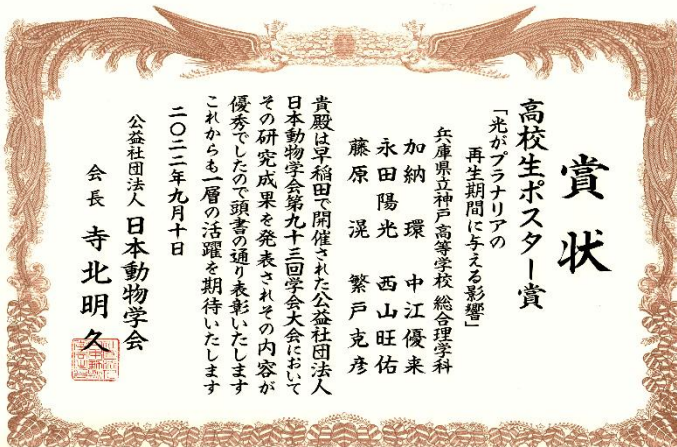 賞状
高校生ポスター賞
「光がプラナリアの
再生期間に与える影響」
兵庫県立神戸高等学校 総合理学科
加納 環 中江優来
永田陽光 西山旺佑
藤原 滉 繁戸克彦
貴殿は早稲田で開催された公益社団法人
日本動物学会第九十三回学会大会において
その研究成果を発表されその内容が
優秀でしたので頭書の通り表彰いたします
これからも一層の活躍を期待いたします
二〇二二年九月十日
公益社団法人 日本動物学会
会長 寺北明久